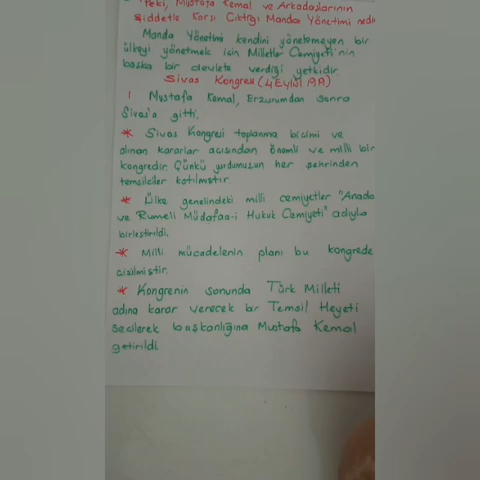 Peki, Mustafa Kemal ve Arkadaşlarının
şiddetle Karşı Çıktığı Manda Yönetimi nedi
Manda Yönetimi kendini yönetemeyen bir
ülkeyi yönetmek için Milletler Cemiyeti'nin
başka bir devlete verdiği yetkidir.
Sivas Kongresi (4 Eylül 1919)
! Mustafa Kemal, Erzurumdan sonra
Sivas'a gitti.
* Sivas Kongresi toplanma biçimi ve
alınan kararlar açısından önemli ve milli bir
kongredir. Çünkü yurdumuzun her şehrinden
temsilciler katılmıştır.
* Ülke genelindeki milli cemiyetler "Anado
ve Rumeli Müdafaa-i Hukuk Cemiyeti" adıyla
birleştirildi.
* Milli mücadelenin planı bu kongrede
çizilmiştir.
* Kongrenin sonunda Türk Milleti
adına karar verecek bir Temsil Heyeti
seçilerek başkanlığına Mustafa Kemal
getirildi.